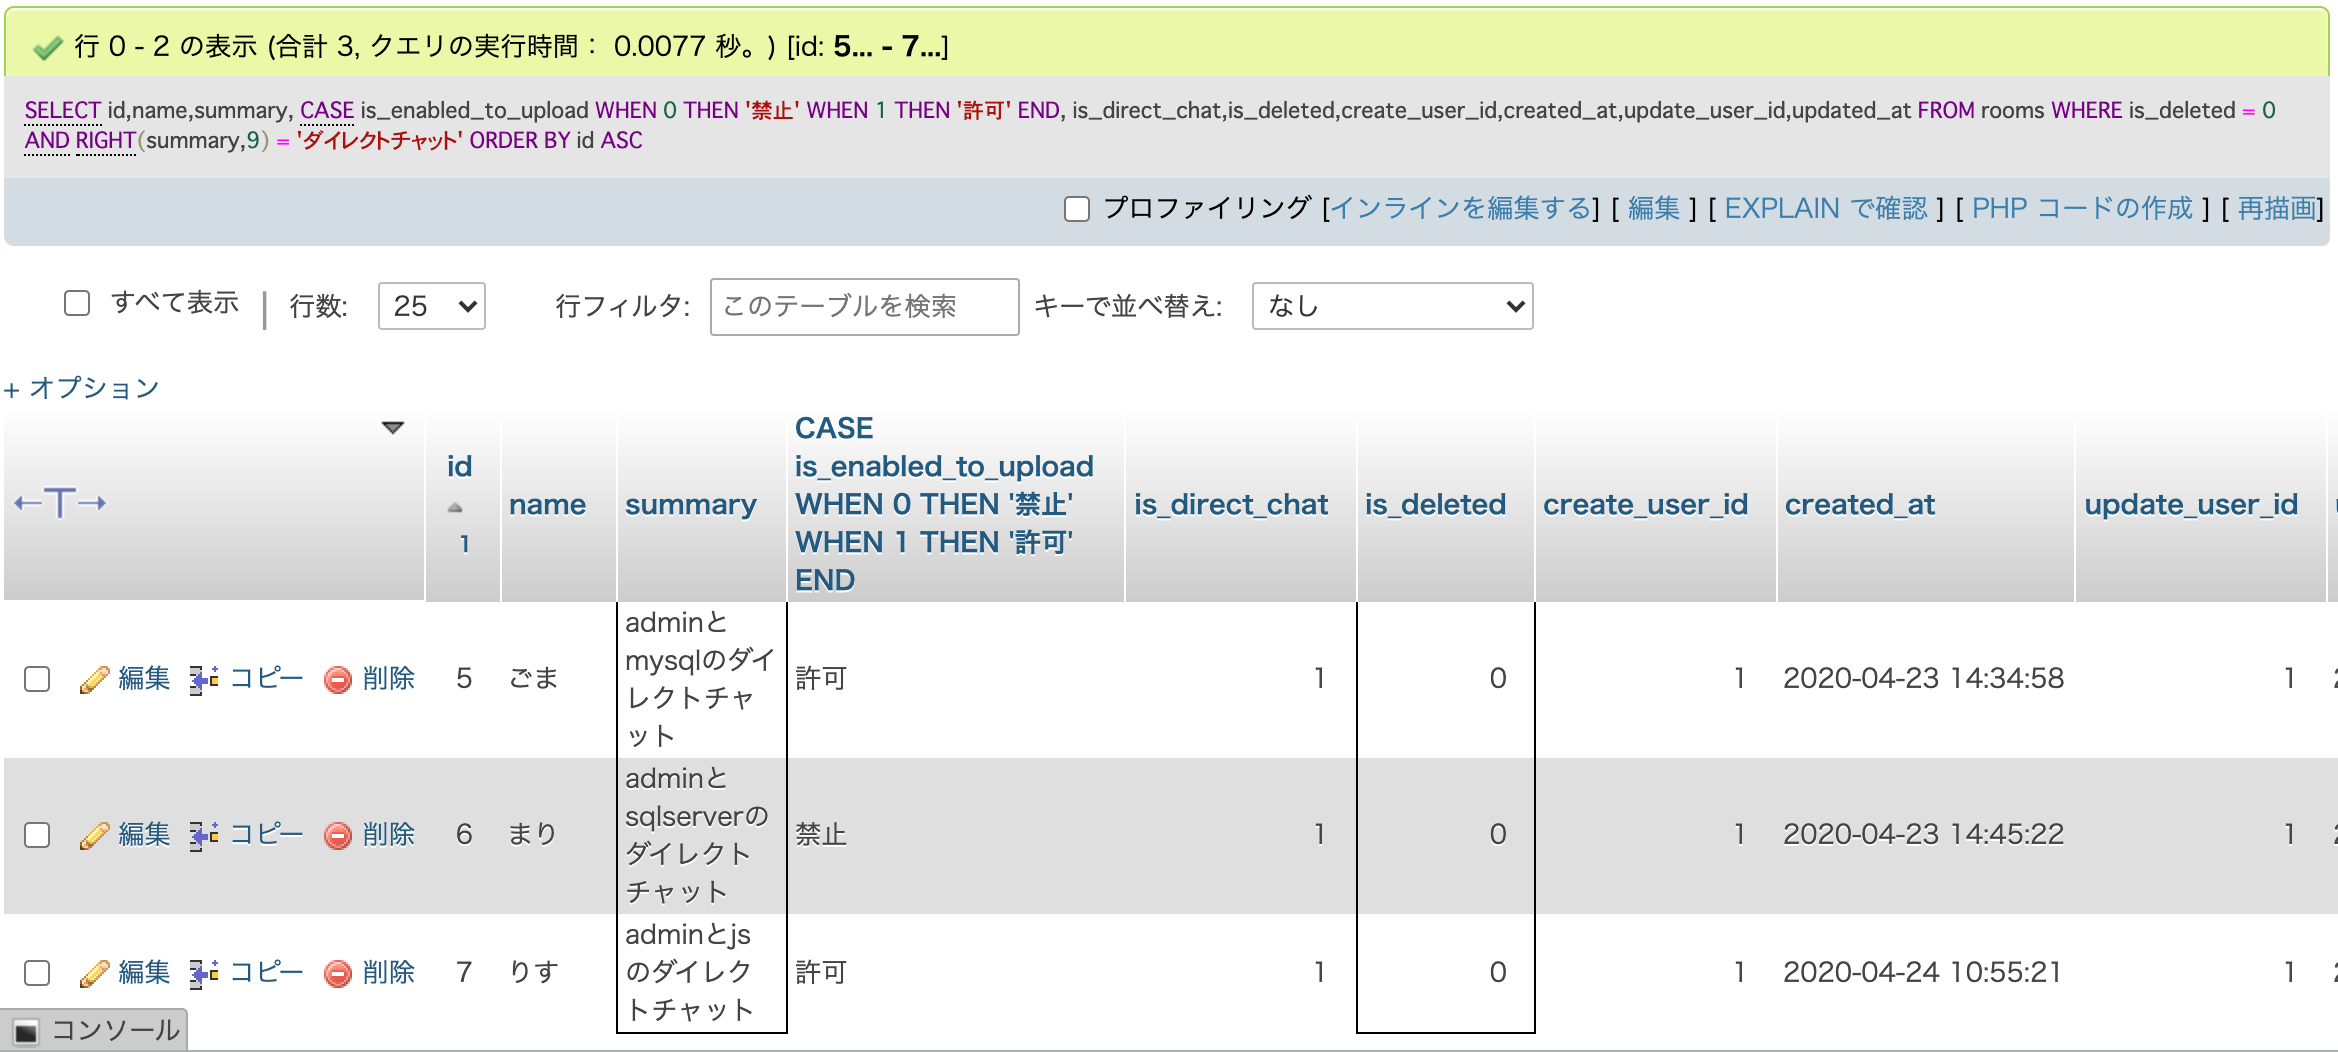 行 0 - 2 の表示 (合計 3, クエリの実行時間： 0.0077 秒。) [id: 5... - 7...]
SELECT id,name,summary, CASE is_enabled_to_upload WHEN 0 THEN '禁止' WHEN 1 THEN '許可' END, is_direct_chat,is_deleted,create_user_id,created_at,update_user_id,updated_at FROM rooms WHERE is_deleted = 0
AND RIGHT(summary,9) = 'ダイレクトチャット' ORDER BY id ASC
プロファイリング [インラインを編集する] [ 編集 ] [ EXPLAIN で確認 ] [ PHP コードの作成 ] [ 再描画]
すべて表示 | 行数: 25 行フィルタ: このテーブルを検索 キーで並べ替え: なし
+ オプション
←T→ id 1 name summary
CASE
is_enabled_to_upload
WHEN 0 THEN '禁止'
WHEN 1 THEN '許可'
END
is_direct_chat is_deleted create_user_id created_at update_user_id
編集 コピー 削除 5 ごま
adminと
mysqlのダイ
レクトチャ
ット
許可 1 0 1 2020-04-23 14:34:58 1
編集 コピー 削除 6 まり
adminと
sqlserverの
ダイレクト
チャット
禁止 1 0 1 2020-04-23 14:45:22 1
編集 コピー 削除 7 りす
adminとjs
のダイレク
トチャット
許可 1 0 1 2020-04-24 10:55:21 1
コンソール